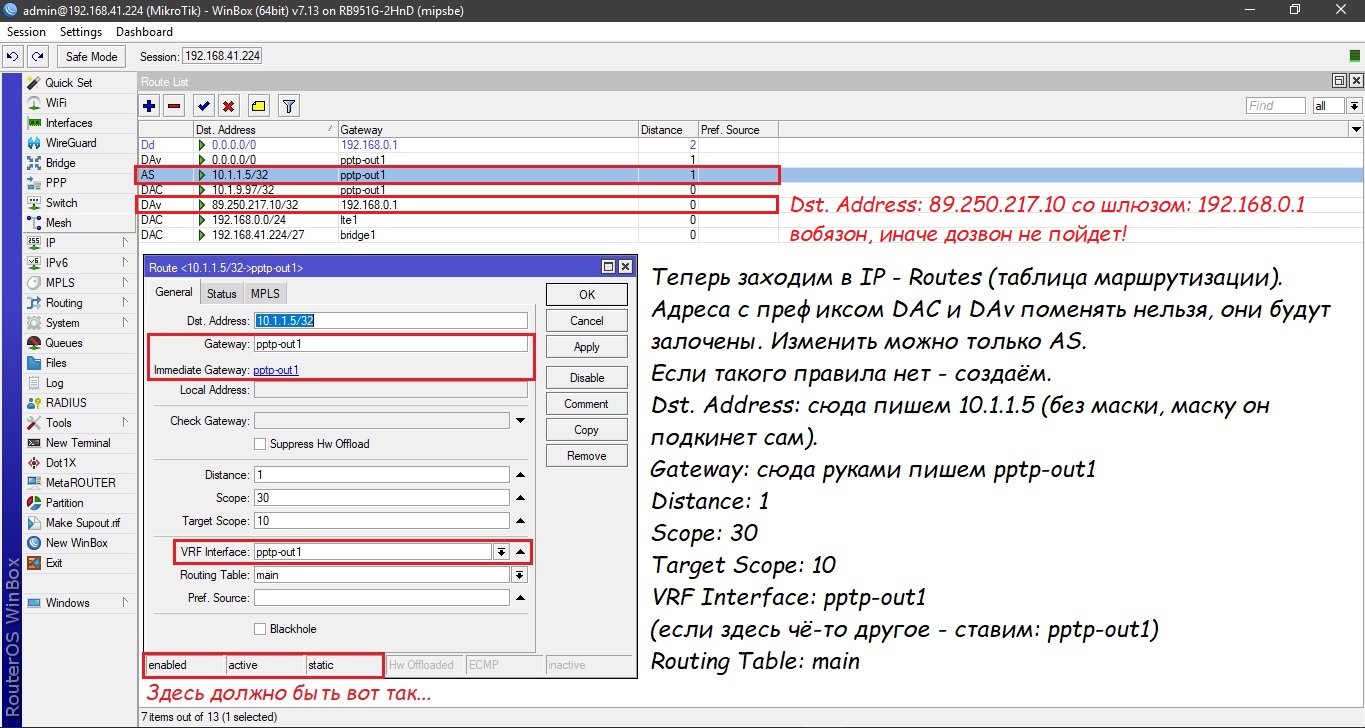 admin@192.168.41.224 (MikroTik) - WinBox (64bit) v7.13 on RB951G-2HnD (mipsbe)
Session Settings Dashboard
Safe Mode Session: 192.168.41.224
Quick Set
WiFi
Interfaces
WireGuard
Bridge
PPP
Switch
Mesh
IP
IPv6
MPLS
Routing
System
Queues
Files
Log
RADIUS
Tools
New Terminal
Dot1X
MetaROUTER
Partition
Make Supout.rif
New WinBox
Exit
Windows
RouterOS WinBox
Route List
Find all
Dst. Address Gateway Distance Pref. Source
Dd 0.0.0.0/0 192.168.0.1 2
DAv 0.0.0.0/0 pptp-out1 1
AS 10.1.1.5/32 pptp-out1 1
DAC 10.1.9.97/32 pptp-out1 0
DAv 89.250.217.10/32 192.168.0.1 0
DAC 192.168.0.0/24 lte1 0
DAC 192.168.41.224/27 bridge1 0
Dst. Address: 89.250.217.10 со шлюзом: 192.168.0.1
вобязон, иначе дозвон не пойдет!
Route <10.1.1.5/32->pptp-out1>
General Status MPLS
Dst. Address: 10.1.1.5/32
Gateway: pptp-out1
Immediate Gateway: pptp-out1
Local Address:
Check Gateway:
Suppress Hw Offload
Distance: 1
Scope: 30
Target Scope: 10
VRF Interface: pptp-out1
Routing Table: main
Pref. Source:
Blackhole
OK
Cancel
Apply
Disable
Comment
Copy
Remove
enabled active static Hw Offloaded ECMP inactive
Здесь должно быть вот так...
Теперь заходим в IP - Routes (таблица маршрутизации).
Адреса с префиксом DAC и DAv поменять нельзя, они будут
залочены. Изменить можно только AS.
Если такого правила нет - создаём.
Dst. Address: сюда пишем 10.1.1.5 (без маски, маску он
подкинет сам).
Gateway: сюда руками пишем pptp-out1
Distance: 1
Scope: 30
Target Scope: 10
VRF Interface: pptp-out1
(если здесь чё-то другое - ставим: pptp-out1)
Routing Table: main
7 items out of 13 (1 selected)